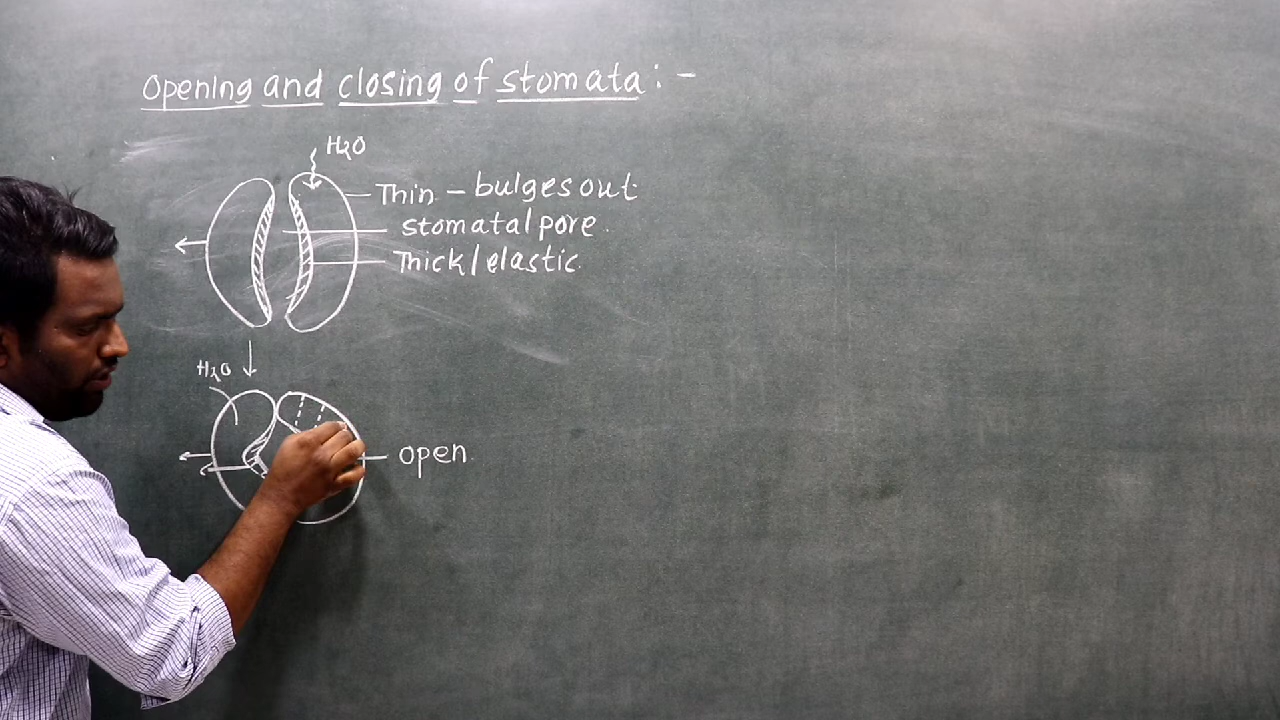 opening and closing of stomata : -
H₂O
Thin - bulges out
stomatal pore
Thick / elastic
H₂O
open